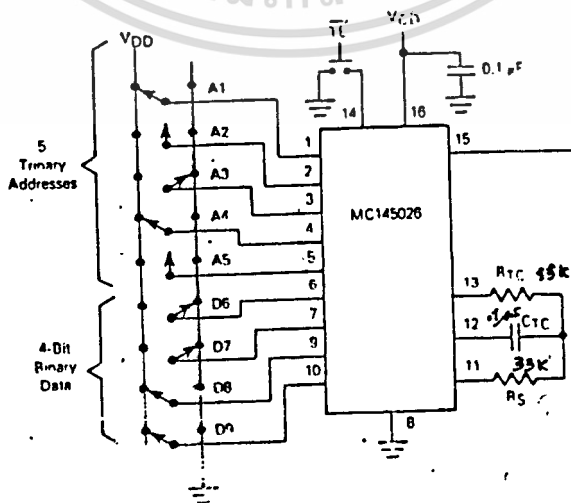 VDD
TE
VDD
0.1 µF
5
Trinary
Addresses
4-Bit
Binary
Data
A1
A2
A3
A4
A5
D6
D7
D8
D9
1
2
3
4
5
6
7
9
10
14
16
15
MC145026
13
12
11
8
RTC
CTC
33K
RS